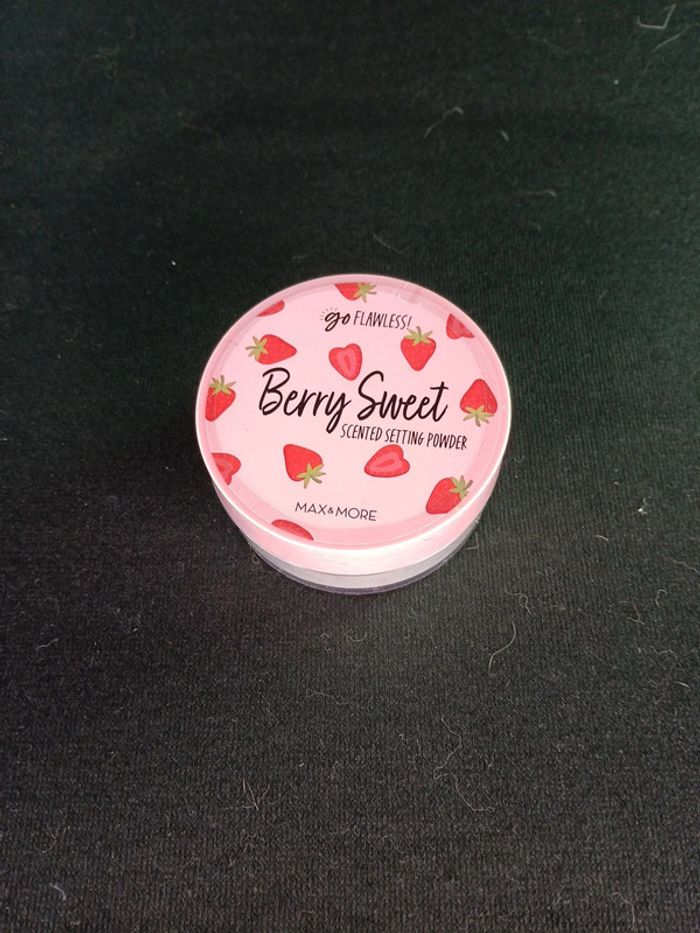 go FLAWLESS!
Berry Sweet
SCENTED SETTING POWDER
MAX & MORE